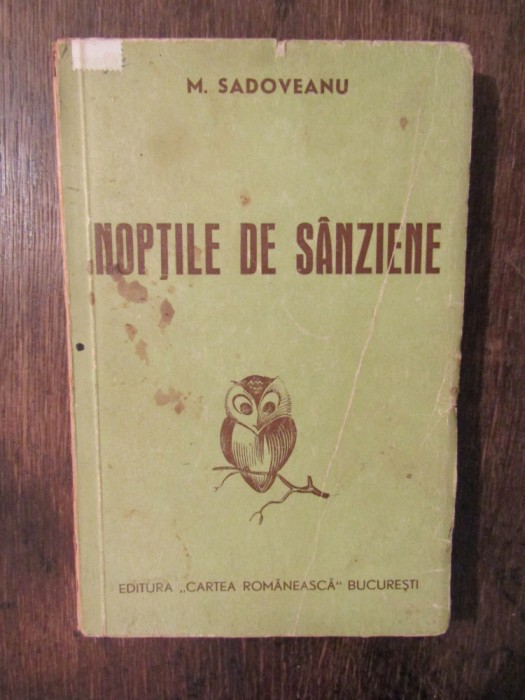 M. SADOVEANU
NOPȚILE DE SÂNZIENE
EDITURA „CARTEA ROMÂNEASCĂ“ BUCUREȘTI